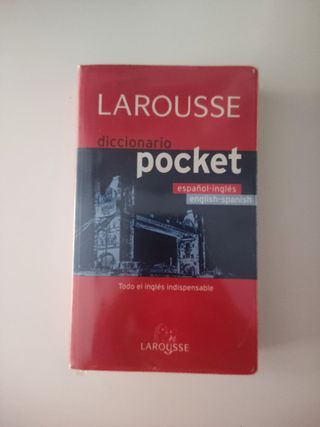 LAROUSSE
diccionario
pocket
español-inglés
english-spanish
Todo el inglés indispensable
LAROUSSE